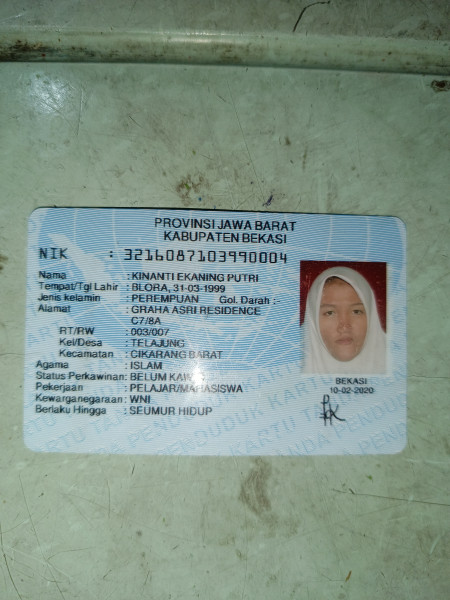 PROVINSI JAWA BARAT
KABUPATEN BEKASI
NIK : 3216087103990004
Nama : KINANTI EKANING PUTRI
Tempat/Tgl Lahir : BLORA, 31-03-1999
Jenis kelamin : PEREMPUAN Gol. Darah :-
Alamat : GRAHA ASRI RESIDENCE
C7/8A
RT/RW : 003/007
Kel/Desa : TELAJUNG
Kecamatan : CIKARANG BARAT
Agama : ISLAM
Status Perkawinan: BELUM KAWIN
Pekerjaan : PELAJAR/MAHASISWA
Kewarganegaraan: WNI
Berlaku Hingga : SEUMUR HIDUP
BEKASI
10-02-2020